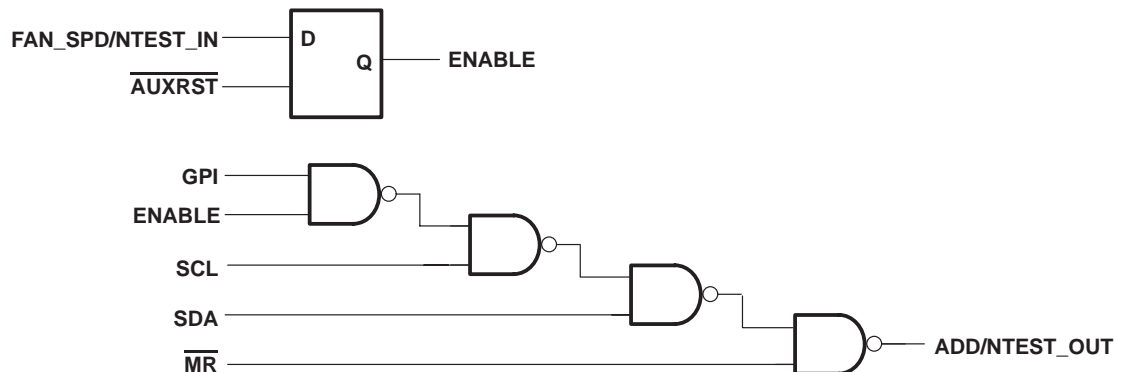 FAN_SPD/NTEST_IN
D
Q
ENABLE
AUXRST
GPI
ENABLE
SCL
SDA
MR
ADD/NTEST_OUT